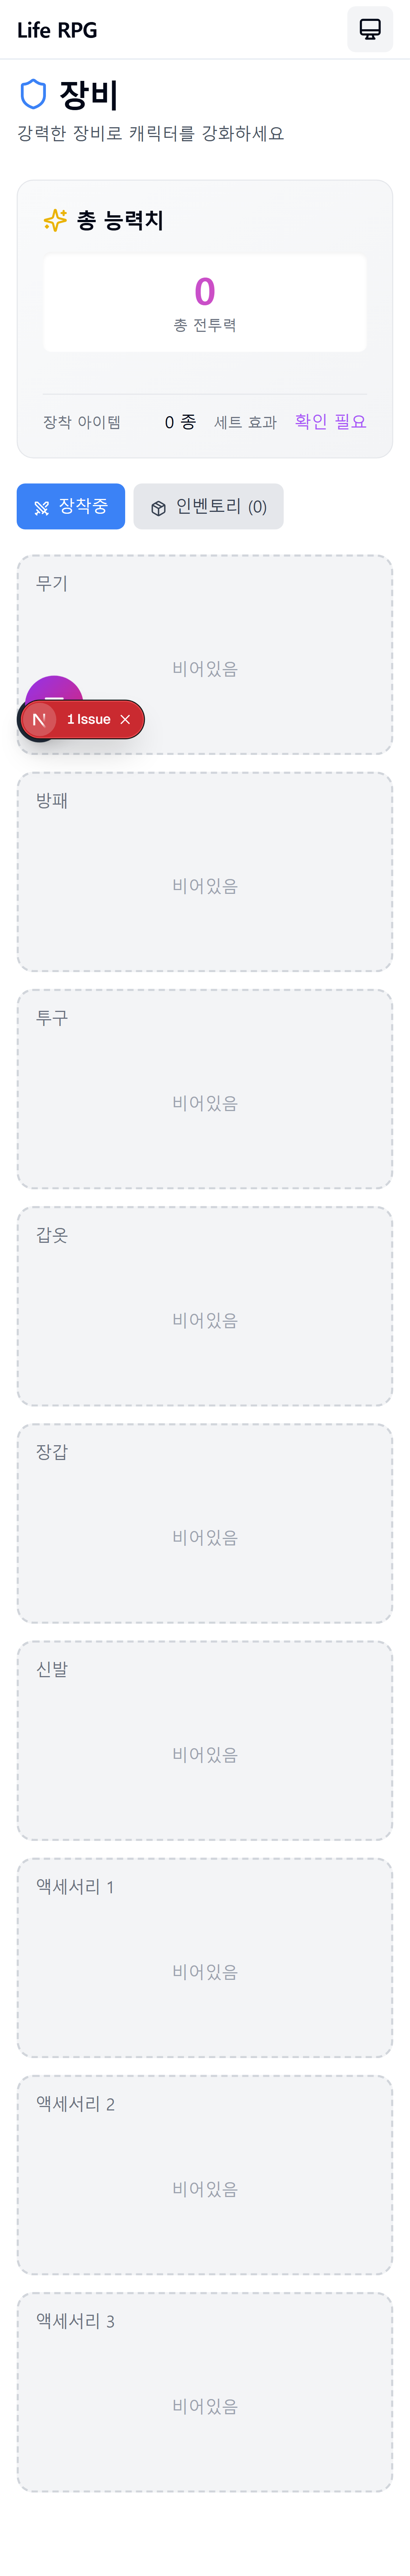 Life RPG
장비
강력한 장비로 캐릭터를 강화하세요
총 능력치
0
총 전투력
장착 아이템 0 종 세트 효과 확인 필요
장착중 인벤토리 (0)
무기
비어있음
N 1 Issue
방패
비어있음
투구
비어있음
갑옷
비어있음
장갑
비어있음
신발
비어있음
액세서리 1
비어있음
액세서리 2
비어있음
액세서리 3
비어있음